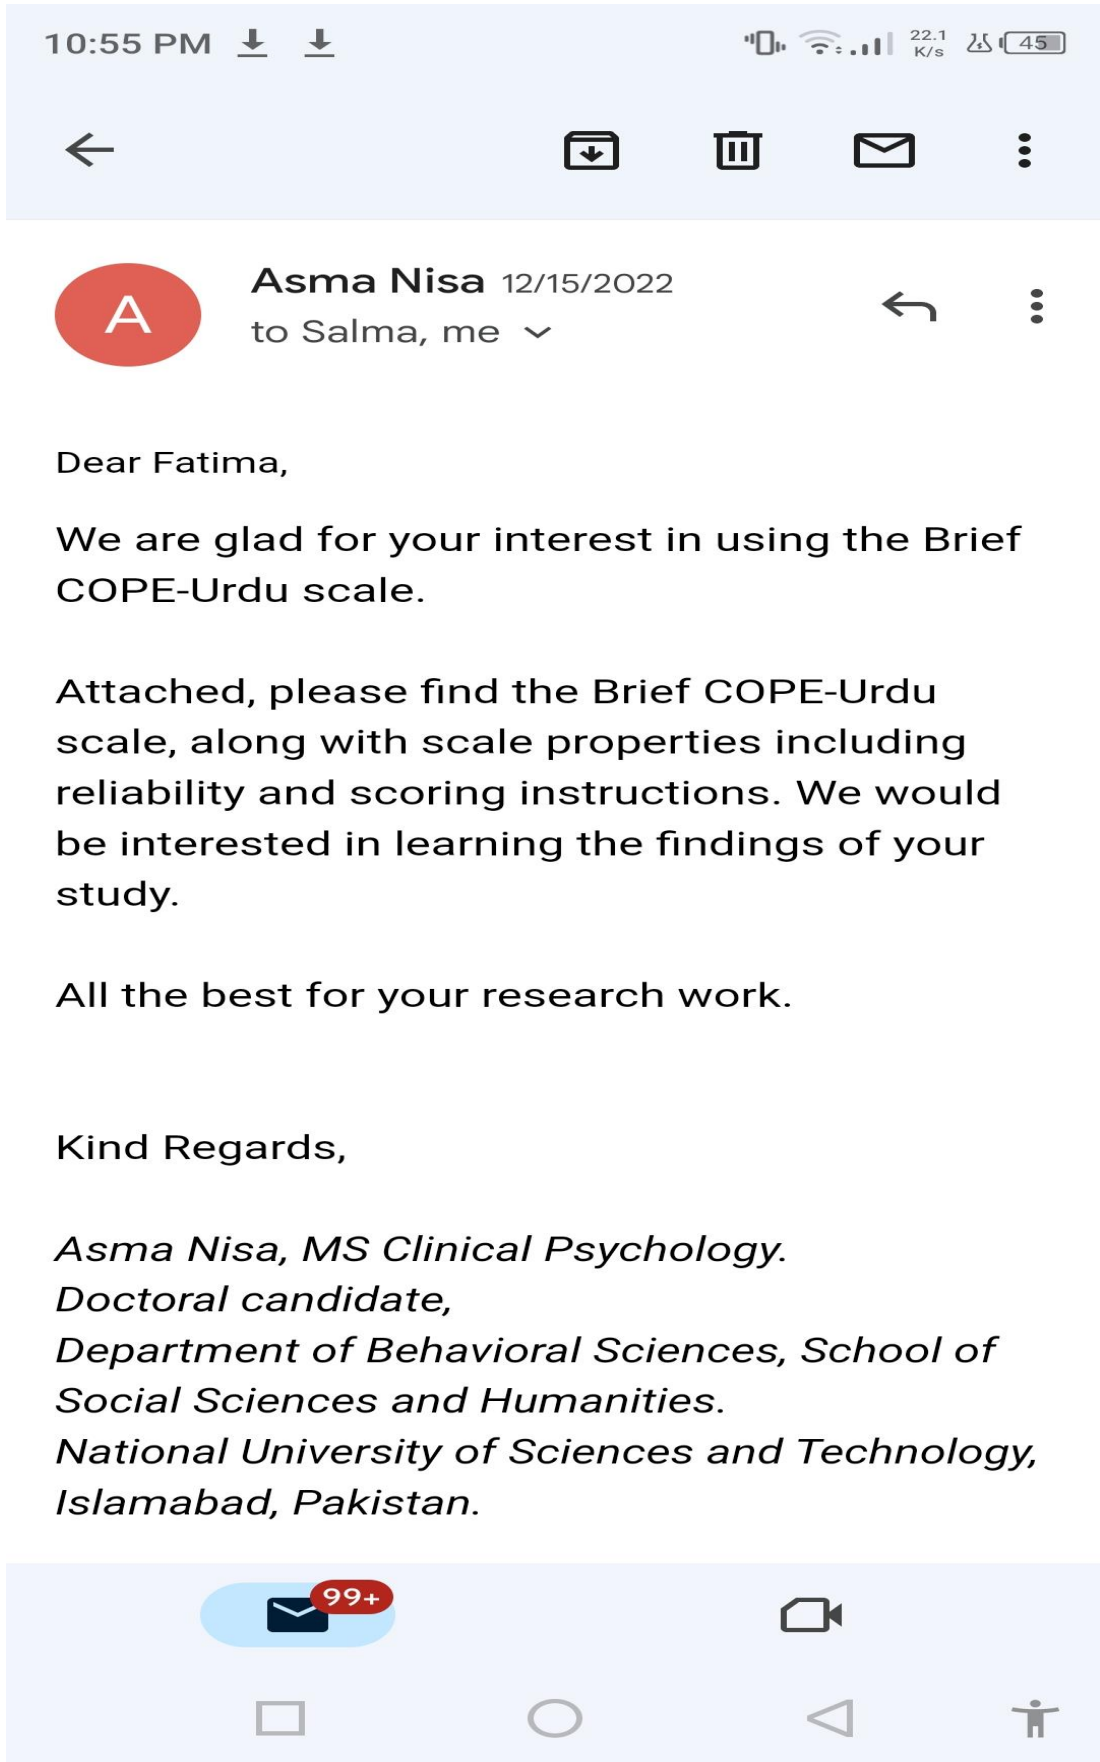 10:55 PM
22.1
K/s
45
A
Asma Nisa 12/15/2022
to Salma, me
Dear Fatima,
We are glad for your interest in using the Brief
COPE-Urdu scale.
Attached, please find the Brief COPE-Urdu
scale, along with scale properties including
reliability and scoring instructions. We would
be interested in learning the findings of your
study.
All the best for your research work.
Kind Regards,
Asma Nisa, MS Clinical Psychology.
Doctoral candidate,
Department of Behavioral Sciences, School of
Social Sciences and Humanities.
National University of Sciences and Technology,
Islamabad, Pakistan.
99+